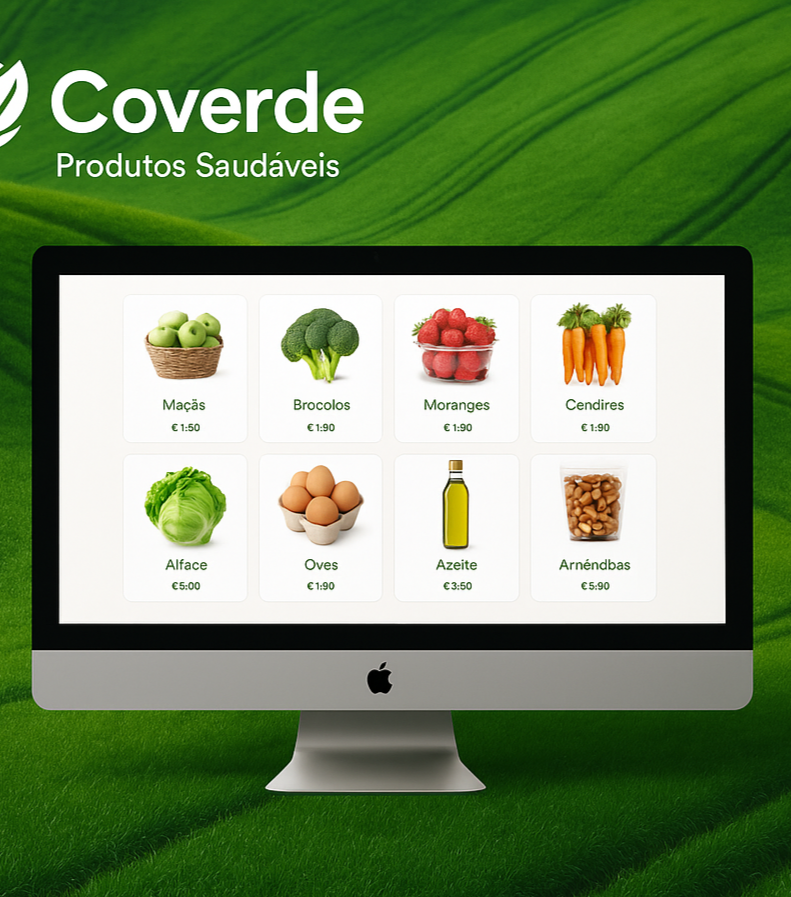 Coverde
Produtos Saudáveis
Maçãs
Brocolos
Moranges
Cendires
€ 1:50
€ 1:90
€ 1:90
€ 1:90
Alface
Oves
Azeite
Arnéndbas
€5:00
€ 1:90
€3:50
€5:90